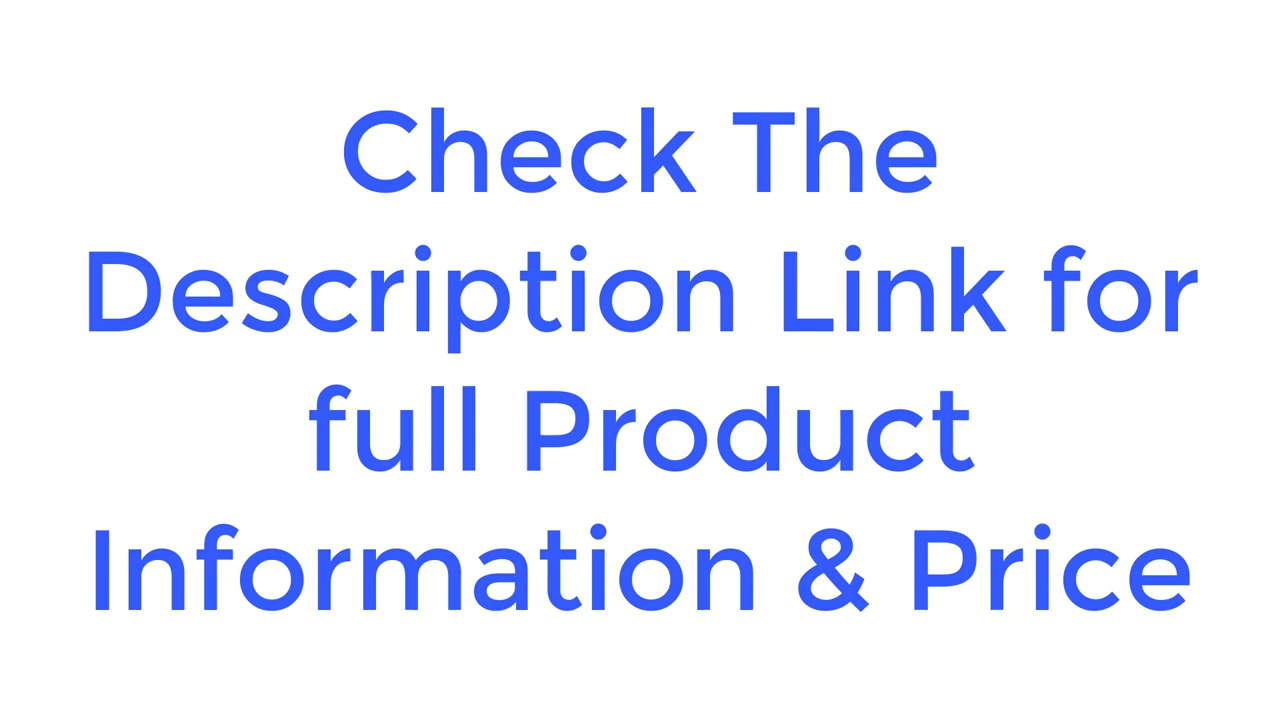 Check The
Description Link for
full Product
Information & Price